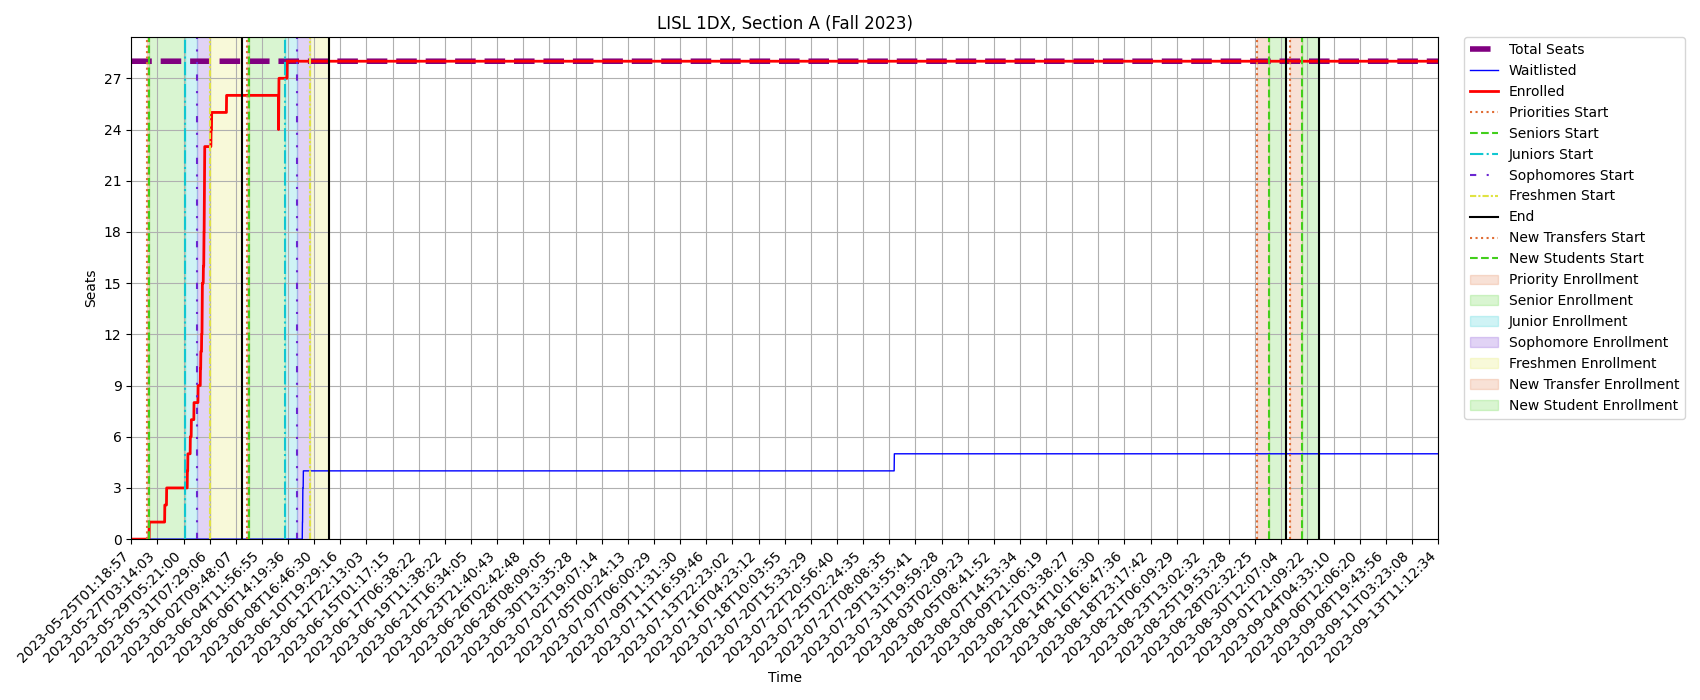 LISL 1DX, Section A (Fall 2023)
Seats
27
24
21
18
15
12
9
6
3
0
2023-05-25T01:18:57
2023-05-27T03:14:03
2023-05-29T05:21:00
2023-05-31T07:29:06
2023-06-02T09:48:07
2023-06-04T11:56:55
2023-06-06T14:19:36
2023-06-08T16:46:30
2023-06-10T19:29:16
2023-06-12T22:13:03
2023-06-15T01:17:15
2023-06-17T06:38:22
2023-06-19T11:38:22
2023-06-21T16:34:05
2023-06-23T21:40:43
2023-06-26T02:42:48
2023-06-28T08:09:05
2023-06-30T13:35:28
2023-07-02T19:07:14
2023-07-05T00:24:13
2023-07-07T06:00:29
2023-07-09T11:31:30
2023-07-11T16:59:46
2023-07-13T22:23:02
2023-07-16T04:23:12
2023-07-18T10:03:55
2023-07-20T15:33:29
2023-07-22T20:56:40
2023-07-25T02:24:35
2023-07-27T08:08:35
2023-07-29T13:55:41
2023-07-31T19:59:28
2023-08-03T02:09:23
2023-08-05T08:41:52
2023-08-07T14:53:34
2023-08-09T21:06:19
2023-08-12T03:38:27
2023-08-14T10:16:30
2023-08-16T16:47:36
2023-08-18T23:17:42
2023-08-21T06:09:29
2023-08-23T13:02:32
2023-08-25T19:53:28
2023-08-28T02:32:25
2023-08-30T12:07:04
2023-09-01T21:09:22
2023-09-04T04:33:10
2023-09-06T12:06:20
2023-09-08T19:43:56
2023-09-11T03:23:08
2023-09-13T11:12:34
Time
Total Seats
Waitlisted
Enrolled
Priorities Start
Seniors Start
Juniors Start
Sophomores Start
Freshmen Start
End
New Transfers Start
New Students Start
Priority Enrollment
Senior Enrollment
Junior Enrollment
Sophomore Enrollment
Freshmen Enrollment
New Transfer Enrollment
New Student Enrollment